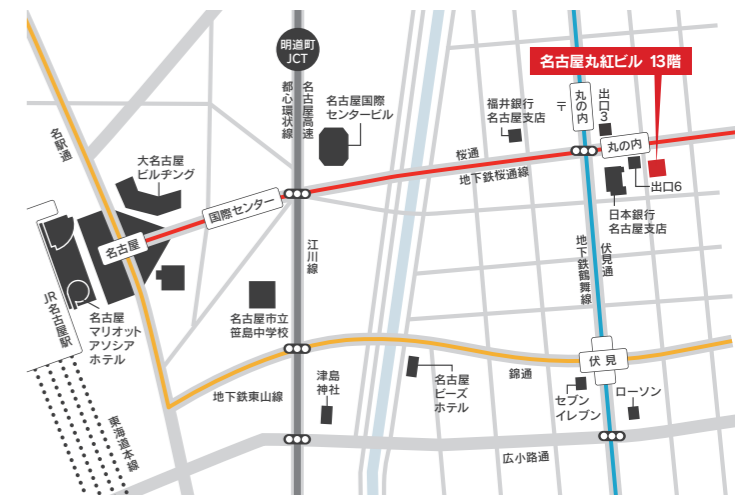 明道町
JCT
名古屋高速
都心環状線
名古屋国際
センタービル
福井銀行
名古屋支店
〒
丸の内
出口3
名古屋丸紅ビル 13階
丸の内
出口6
日本銀行
名古屋支店
桜通
地下鉄桜通線
名駅通
大名古屋
ビルヂング
国際センター
名古屋
江川線
伏見通
地下鉄鶴舞線
JR名古屋駅
名古屋
マリオット
アソシア
ホテル
名古屋市立
笹島中学校
地下鉄東山線
津島
神社
名古屋
ビーズ
ホテル
錦通
伏見
セブン
イレブン
ローソン
東海道本線
広小路通